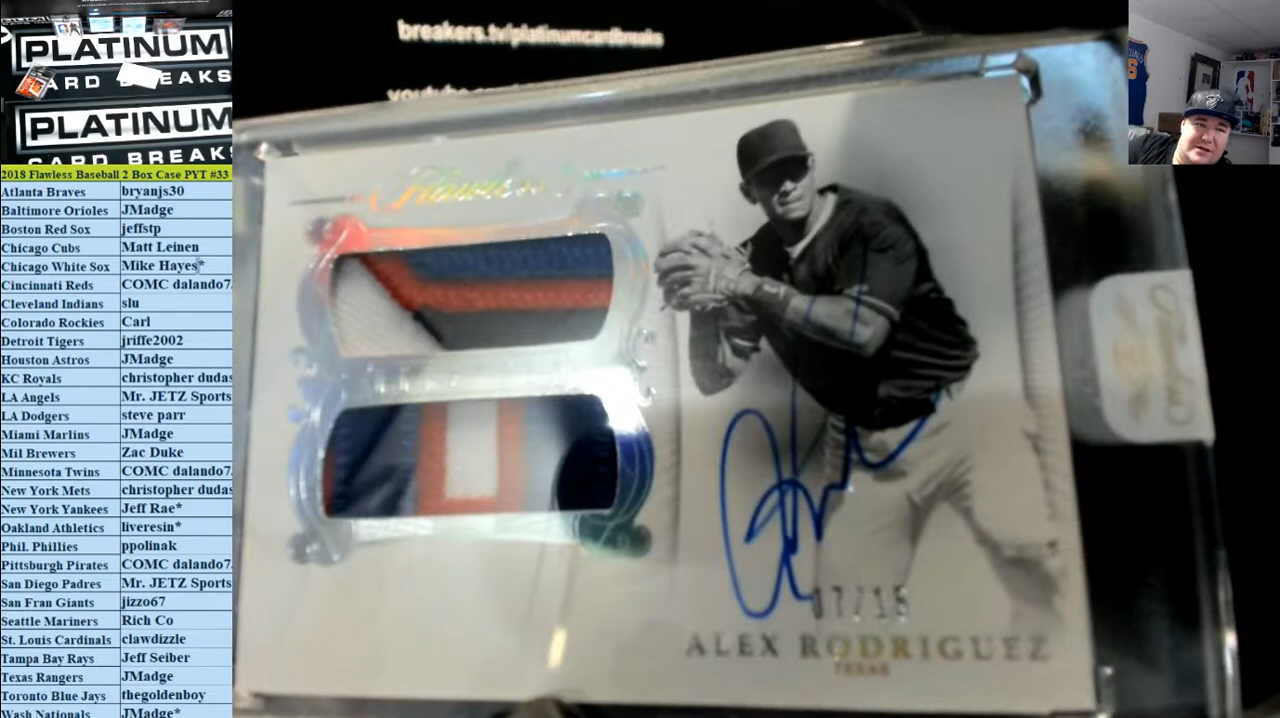 PLATINUM
CARD BREAKS
PLATINUM
CARD BREAKS
2018 Flawless Baseball 2 Box Case PYT #33
Atlanta Braves bryanjs30
Baltimore Orioles JMadge
Boston Red Sox jeffstp
Chicago Cubs Matt Leinen
Chicago White Sox Mike Hayes*
Cincinnati Reds COMC dalando7.
Cleveland Indians slu
Colorado Rockies Carl
Detroit Tigers jriffe2002
Houston Astros JMadge
KC Royals christopher dudas
LA Angels Mr. JETZ Sports
LA Dodgers steve parr
Miami Marlins JMadge
Mil Brewers Zac Duke
Minnesota Twins COMC dalando7.
New York Mets christopher dudas
New York Yankees Jeff Rae*
Oakland Athletics liveresin*
Phil. Phillies ppolinak
Pittsburgh Pirates COMC dalando7.
San Diego Padres Mr. JETZ Sports
San Fran Giants jizzo67
Seattle Mariners Rich Co
St. Louis Cardinals clawdizzle
Tampa Bay Rays Jeff Seiber
Texas Rangers JMadge
Toronto Blue Jays thegoldenboy
Wash Nationals JMadge*
breakers.tv/platinumcardbreaks
Flawless
07/15
ALEX RODRIGUEZ
TEXAS